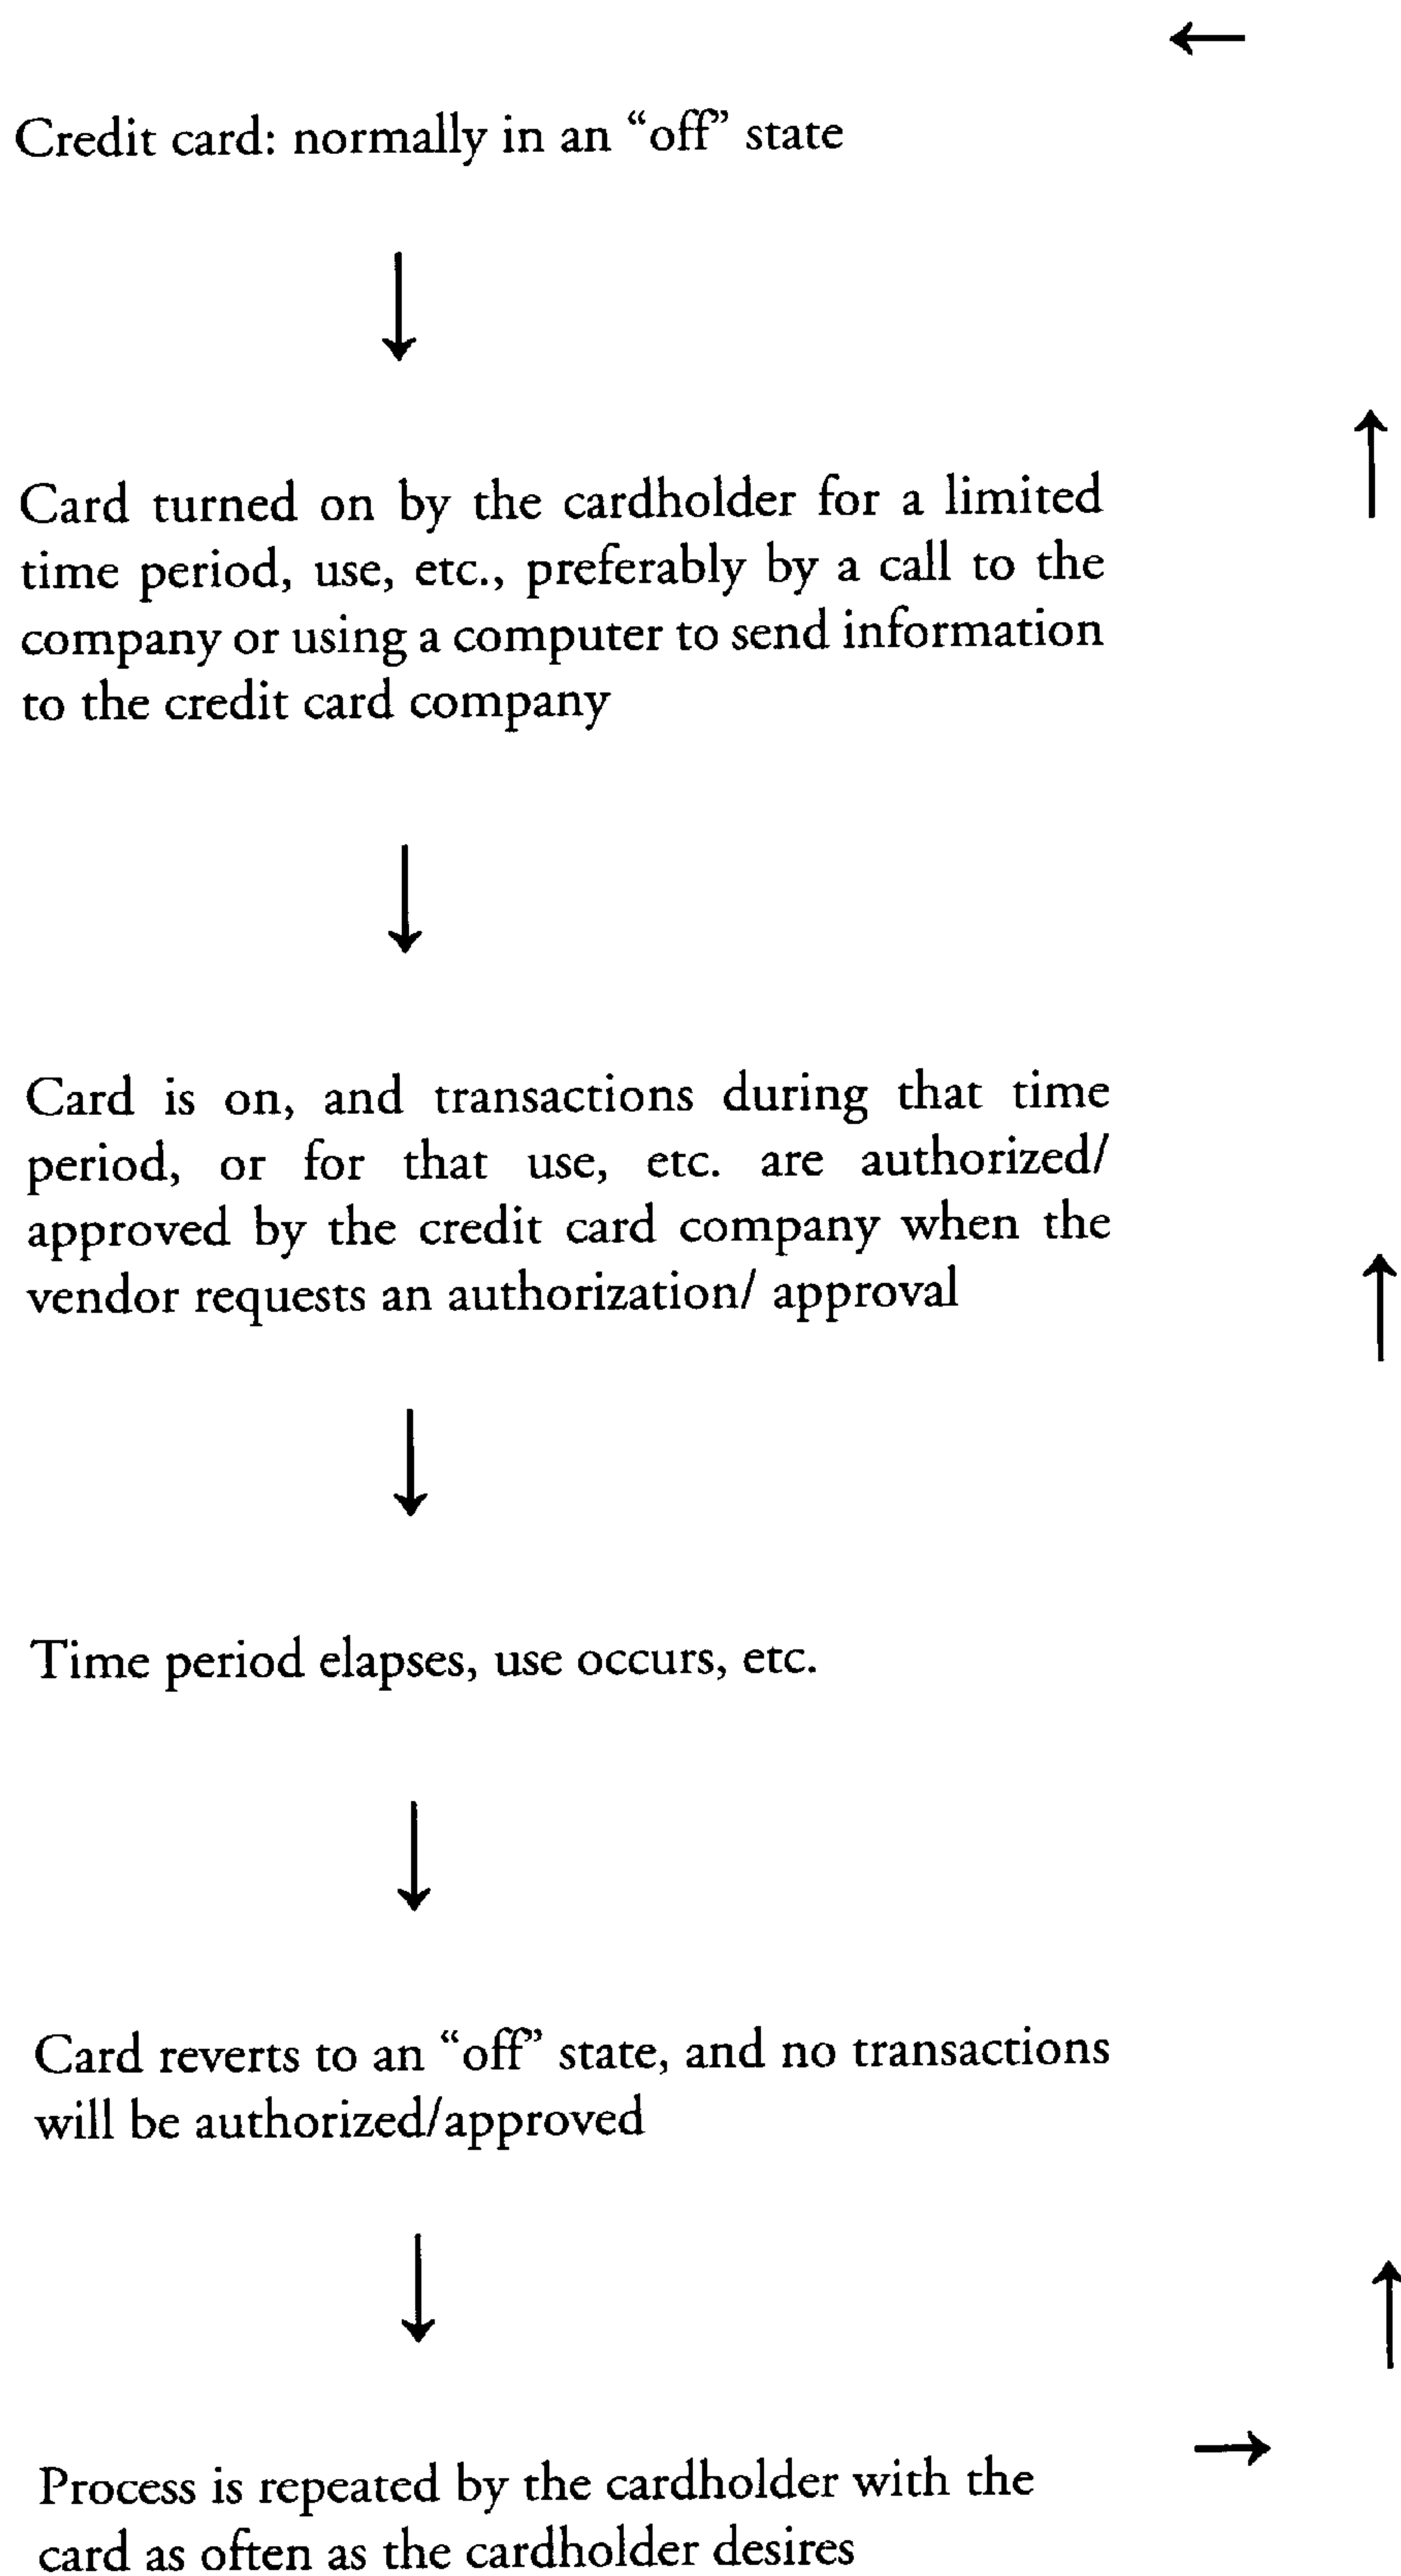 Credit card: normally in an “off” state
Card turned on by the cardholder for a limited
time period, use, etc., preferably by a call to the
company or using a computer to send information
to the credit card company
Card is on, and transactions during that time
period, or for that use, etc. are authorized/
approved by the credit card company when the
vendor requests an authorization/ approval
Time period elapses, use occurs, etc.
Card reverts to an “off” state, and no transactions
will be authorized/approved
Process is repeated by the cardholder with the
card as often as the cardholder desires